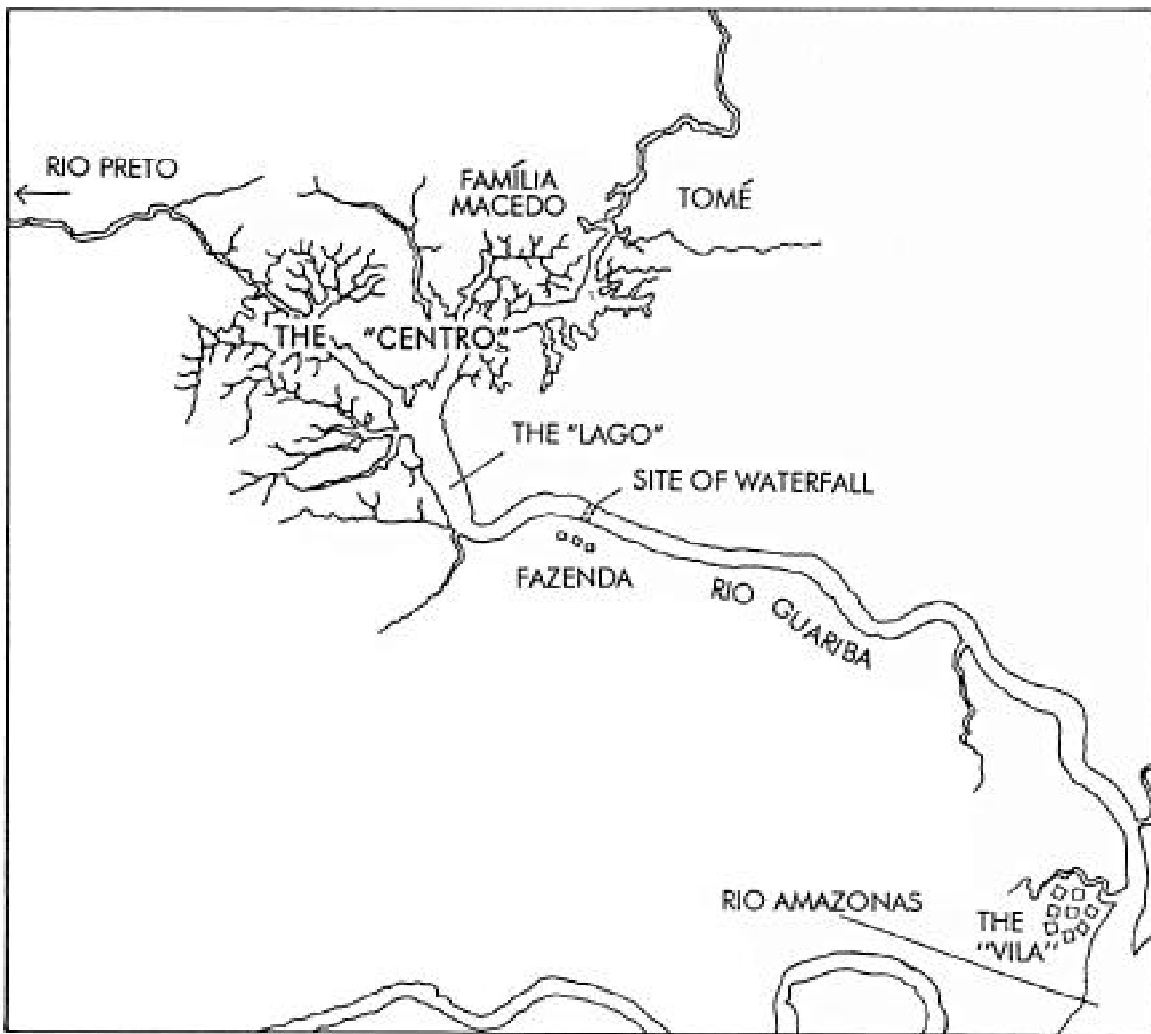 RIO PRETO
FAMÍLIA
MACEDO
TOMÉ
THE "CENTRO"
THE "LAGO"
SITE OF WATERFALL
FAZENDA
RIO GUARIBA
RIO AMAZONAS
THE
"VILA"